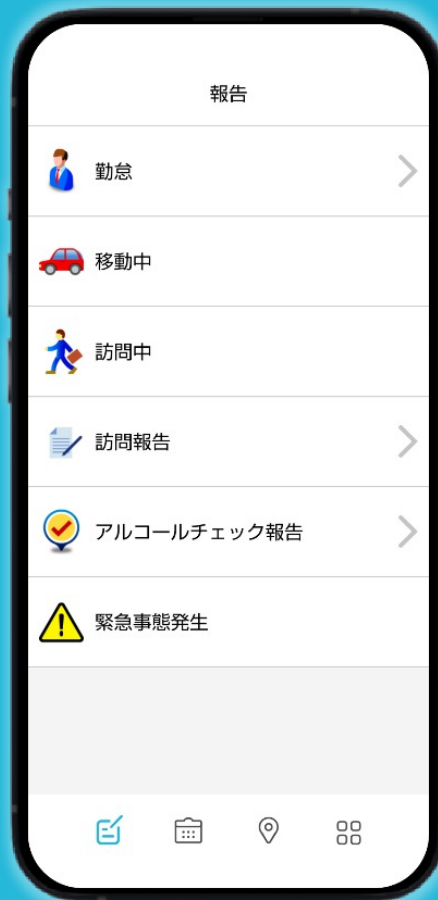 報告
勤怠
移動中
訪問中
訪問報告
アルコールチェック報告
緊急事態発生